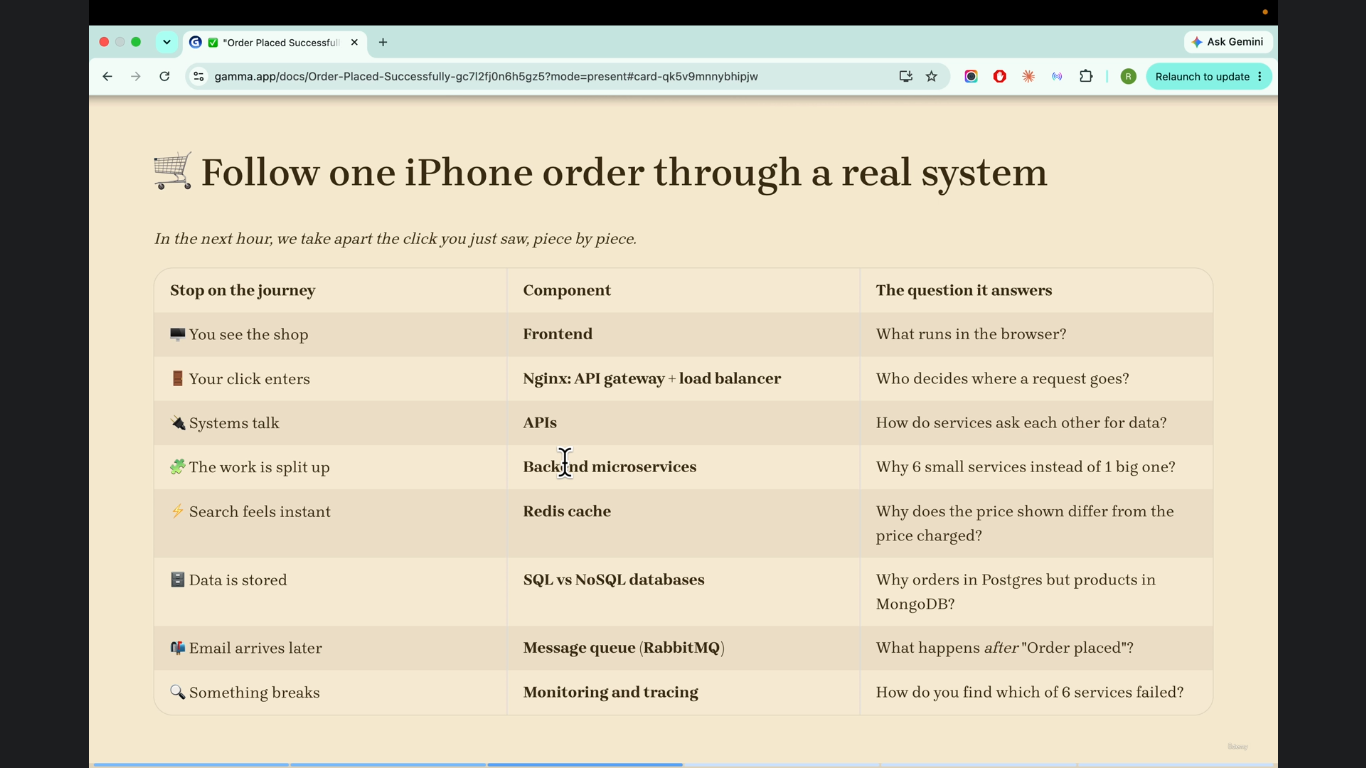 "Order Placed Successful
Ask Gemini
gamma.app/docs/Order-Placed-Successfully-gc7l2fj0n6h5gz5?mode=present#card-qk5v9mnnybhipjw
R
Relaunch to update
Follow one iPhone order through a real system
In the next hour, we take apart the click you just saw, piece by piece.
Stop on the journey Component The question it answers
You see the shop Frontend What runs in the browser?
Your click enters Nginx: API gateway + load balancer Who decides where a request goes?
Systems talk APIs How do services ask each other for data?
The work is split up Backend microservices Why 6 small services instead of 1 big one?
Search feels instant Redis cache Why does the price shown differ from the
price charged?
Data is stored SQL vs NoSQL databases Why orders in Postgres but products in
MongoDB?
Email arrives later Message queue (RabbitMQ) What happens after "Order placed"?
Something breaks Monitoring and tracing How do you find which of 6 services failed?
Udemy